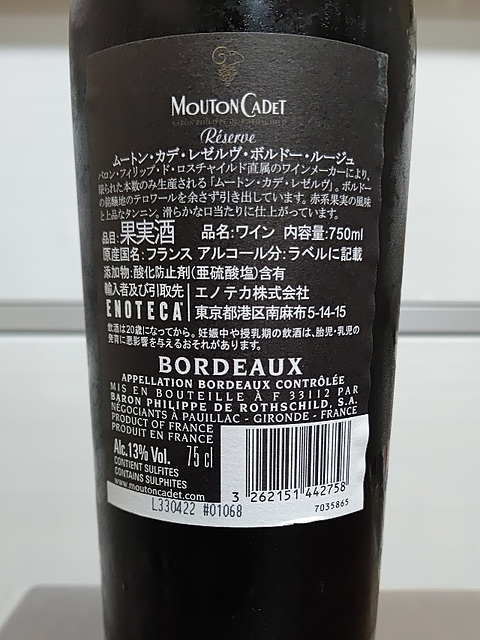 MOUTON CADET
BARON PHILIPPE DE ROTHSCHILD
Réserve
ムートン・カデ・レゼルヴ・ボルドー・ルージュ
バロン・フィリップ・ド・ロスチャイルド直属のワインメーカーにより、
限られた本数のみ生産される「ムートン・カデ・レゼルヴ」。ボルドー
の銘醸地のテロワールを余さず引き出しています。赤系果実の風味
と上品なタンニン。滑らかな口当たりに仕上がっています。
品目:果実酒 品名:ワイン 内容量:750ml
原産国名:フランス アルコール分:ラベルに記載
添加物:酸化防止剤(亜硫酸塩)含有
輸入者及び引取先 エノテカ株式会社
ENOTECA 東京都港区南麻布5-14-15
飲酒は20歳になってから。妊娠中や授乳期の飲酒は、胎児・乳児の
発育に悪影響を与えるおそれがあります。
BORDEAUX
APPELLATION BORDEAUX CONTRÔLÉE
MIS EN BOUTEILLE À F 33112 PAR
BARON PHILIPPE DE ROTHSCHILD, S.A.
NÉGOCIANTS À PAUILLAC - GIRONDE - FRANCE
PRODUCT OF FRANCE
PRODUIT EN FRANCE
Alc.13% Vol. 75 cl
CONTIENT SULFITES
CONTAINS SULPHITES
www.moutoncadet.com
3 262151 442758
L330422 #01068
7035865